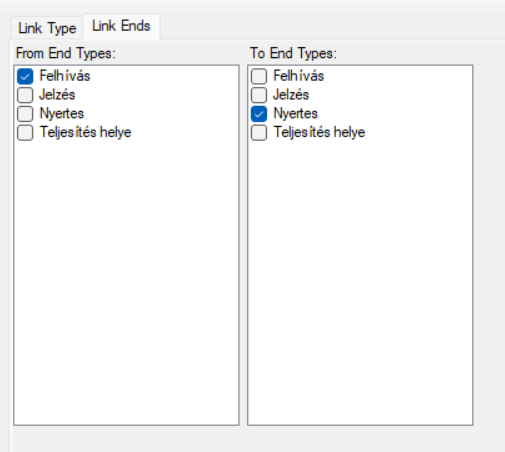 Link Type Link Ends
From End Types: To End Types:
Felhívás Felhívás
Jelzés Jelzés
Nyertes Nyertes
Teljesítés helye Teljesítés helye